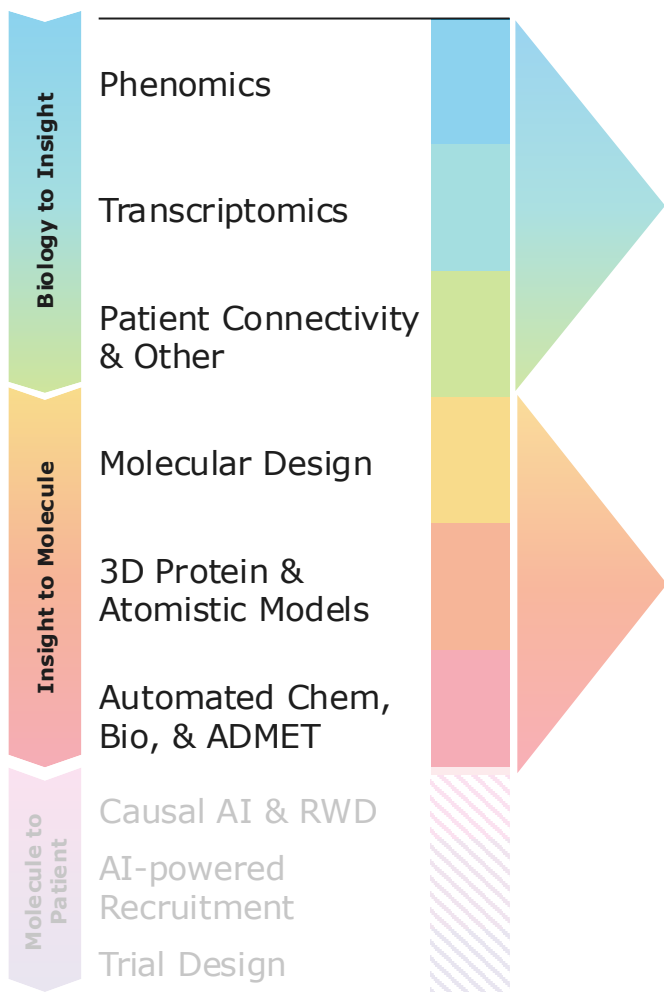 Biology to Insight
Phenomics
Transcriptomics
Patient Connectivity
& Other
Insight to Molecule
Molecular Design
3D Protein &
Atomistic Models
Automated Chem,
Bio, & ADMET
Molecule to
Patient
Causal AI & RWD
AI-powered
Recruitment
Trial Design